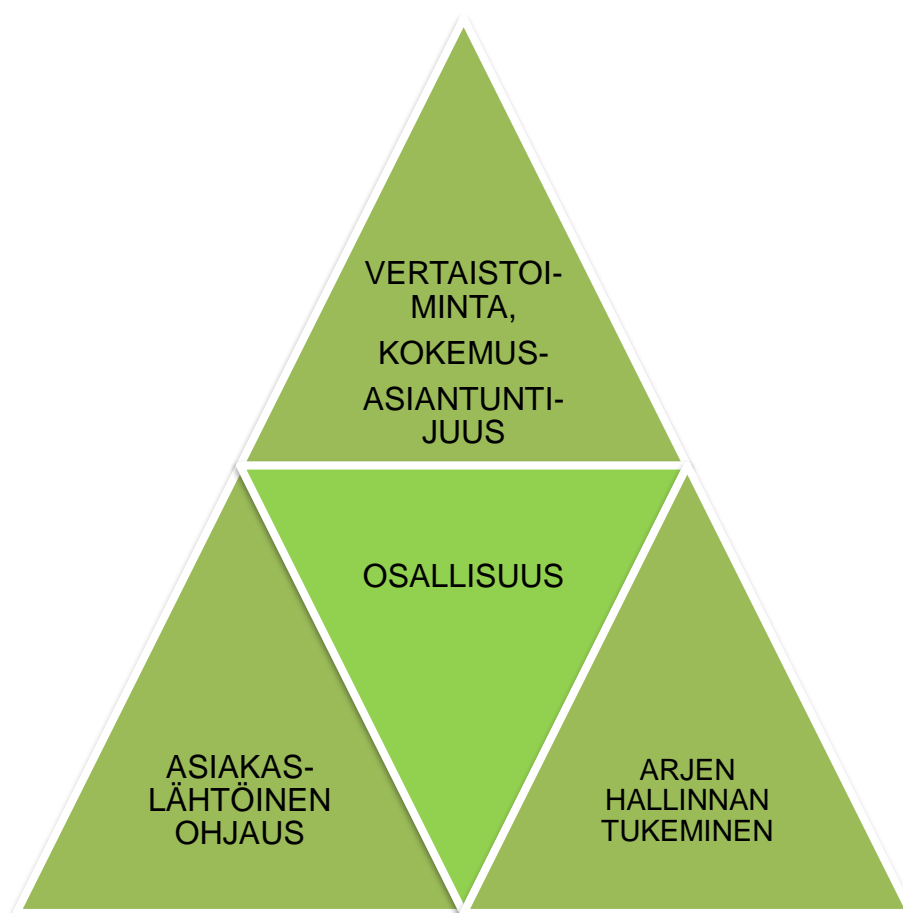 VERTAISTOI-
MINTA,
KOKEMUS-
ASIANTUNTI-
JUUS
OSALLISUUS
ASIAKAS-
LÄHTÖINEN
OHJAUS
ARJEN
HALLINNAN
TUKEMINEN